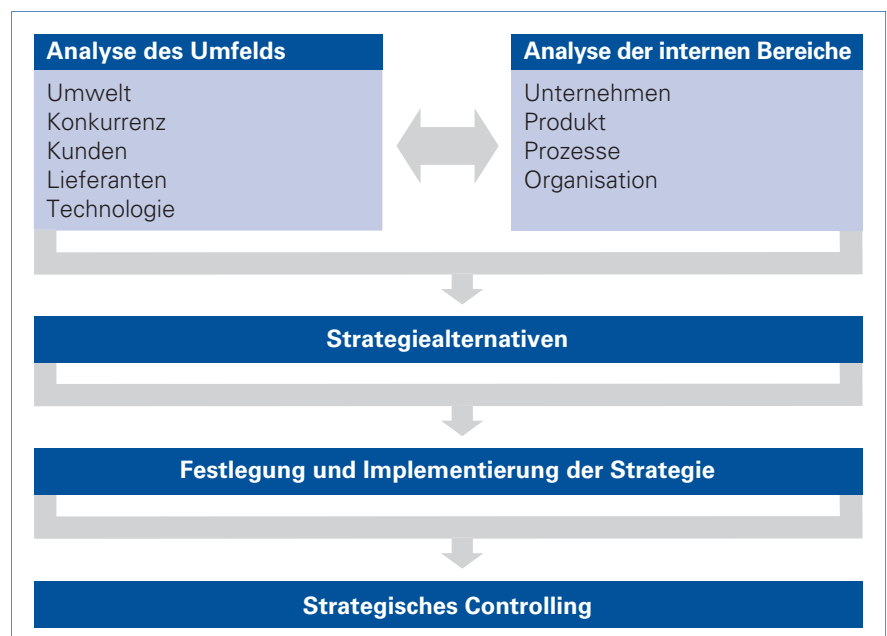 Analyse des Umfelds
Umwelt
Konkurrenz
Kunden
Lieferanten
Technologie
Analyse der internen Bereiche
Unternehmen
Produkt
Prozesse
Organisation
Strategiealternativen
Festlegung und Implementierung der Strategie
Strategisches Controlling